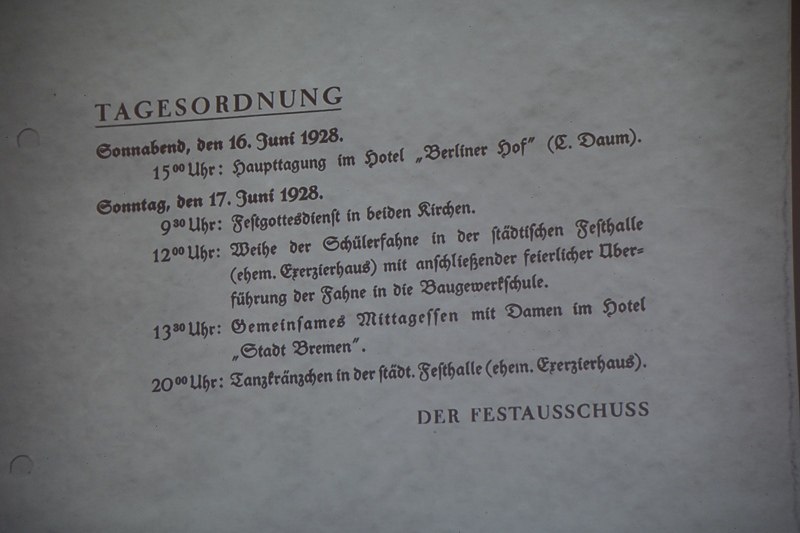 TAGESORDNUNG
Sonnabend, den 16. Juni 1928.
15⁰⁰ Uhr: Haupttagung im Hotel „Berliner Hof“ (C. Daum).
Sonntag, den 17. Juni 1928.
9³⁰ Uhr: Festgottesdienst in beiden Kirchen.
12⁰⁰ Uhr: Weihe der Schülerfahne in der städtischen Festhalle
(ehem. Exerzierhaus) mit anschließender feierlicher Über-
führung der Fahne in die Baugewerkschule.
13³⁰ Uhr: Gemeinsames Mittagessen mit Damen im Hotel
„Stadt Bremen“.
20⁰⁰ Uhr: Tanzkränzchen in der städt. Festhalle (ehem. Exerzierhaus).
DER FESTAUSSCHUSS